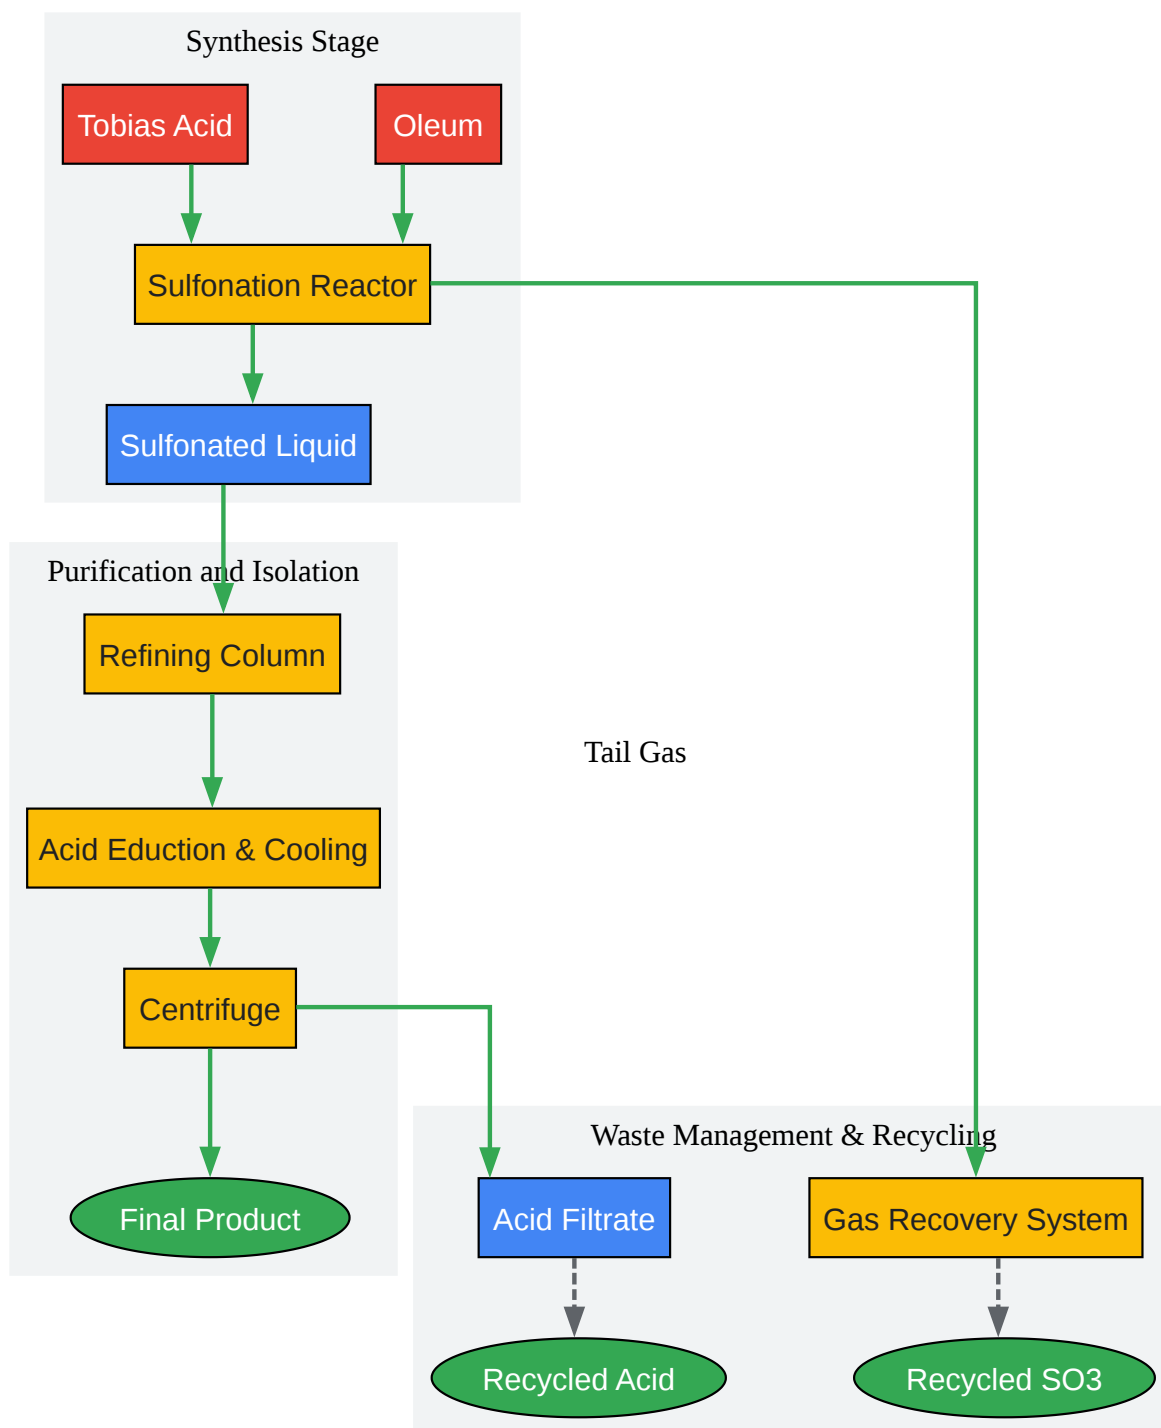 Synthesis Stage
Tobias Acid
Oleum
Sulfonation Reactor
Sulfonated Liquid
Purification and Isolation
Refining Column
Tail Gas
Acid Eduction & Cooling
Centrifuge
Waste Management & Recycling
Final Product
Acid Filtrate
Gas Recovery System
Recycled Acid
Recycled SO3